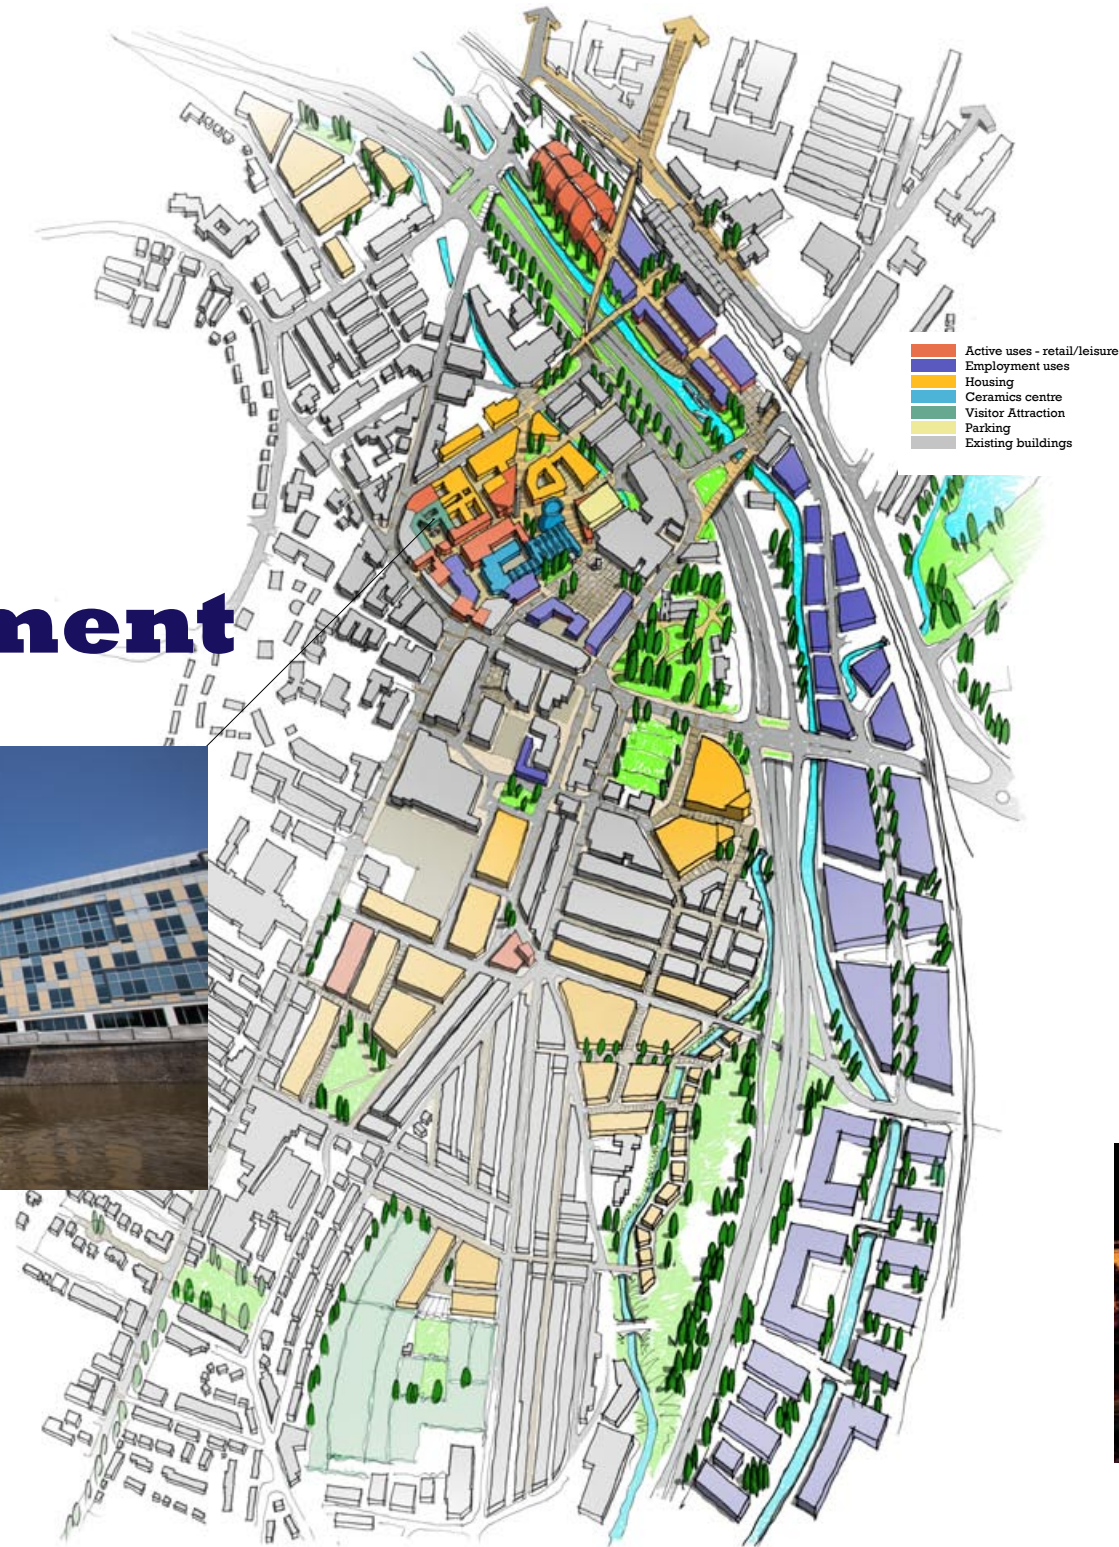 Active uses - retail/leisure
Employment uses
Housing
Ceramics centre
Visitor Attraction
Parking
Existing buildings
ment